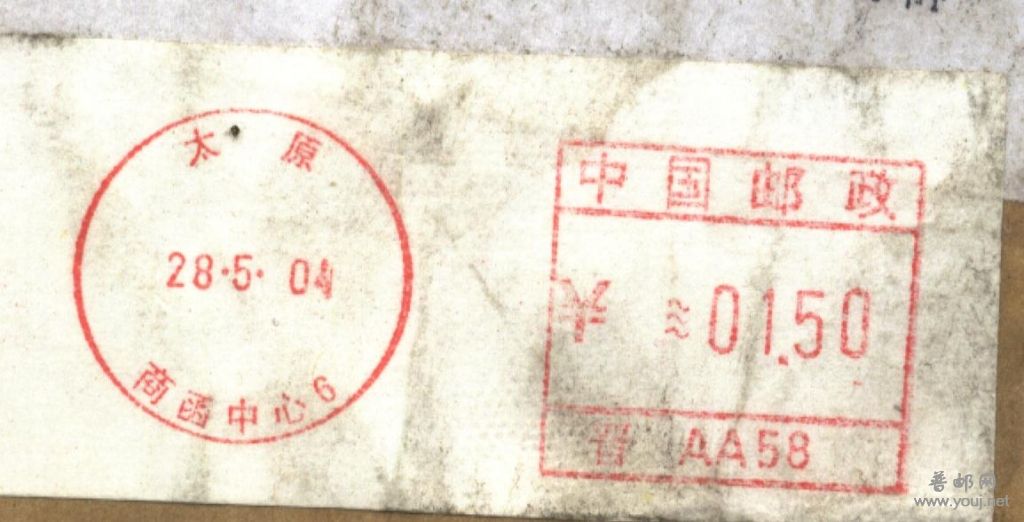 太原
28·5·04
商函中心6
中国邮政
≈01.50
晋 AA58
普邮网
www.youj.net